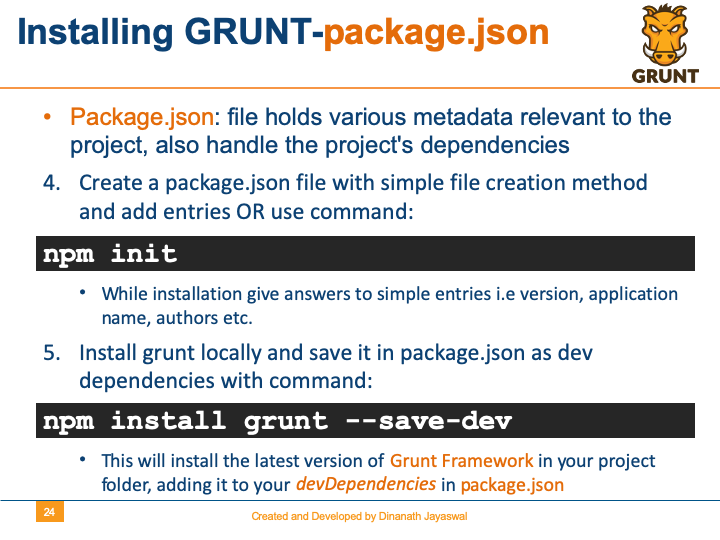 Installing GRUNT-package.json
GRUNT
• Package.json: file holds various metadata relevant to the
project, also handle the project's dependencies
4. Create a package.json file with simple file creation method
and add entries OR use command:
npm init
• While installation give answers to simple entries i.e version, application
name, authors etc.
5. Install grunt locally and save it in package.json as dev
dependencies with command:
npm install grunt --save-dev
• This will install the latest version of Grunt Framework in your project
folder, adding it to your devDependencies in package.json
24
Created and Developed by Dinanath Jayaswal